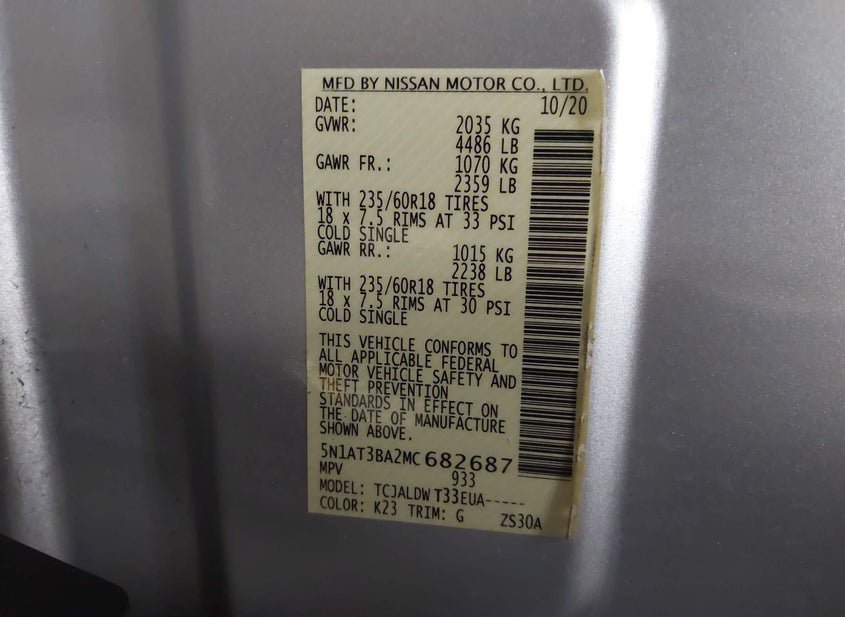 MFD BY NISSAN MOTOR CO., LTD.
DATE: 10/20
GVWR: 2035 KG
4486 LB
GAWR FR.: 1070 KG
2359 LB
WITH 235/60R18 TIRES
18 x 7.5 RIMS AT 33 PSI
COLD SINGLE
GAWR RR.: 1015 KG
2238 LB
WITH 235/60R18 TIRES
18 x 7.5 RIMS AT 30 PSI
COLD SINGLE
THIS VEHICLE CONFORMS TO
ALL APPLICABLE FEDERAL
MOTOR VEHICLE SAFETY AND
THEFT PREVENTION
STANDARDS IN EFFECT ON
THE DATE OF MANUFACTURE
SHOWN ABOVE.
5N1AT3BA2MC682687
MPV 933
MODEL: TCJALDW T33EUA-----
COLOR: K23 TRIM: G ZS30A